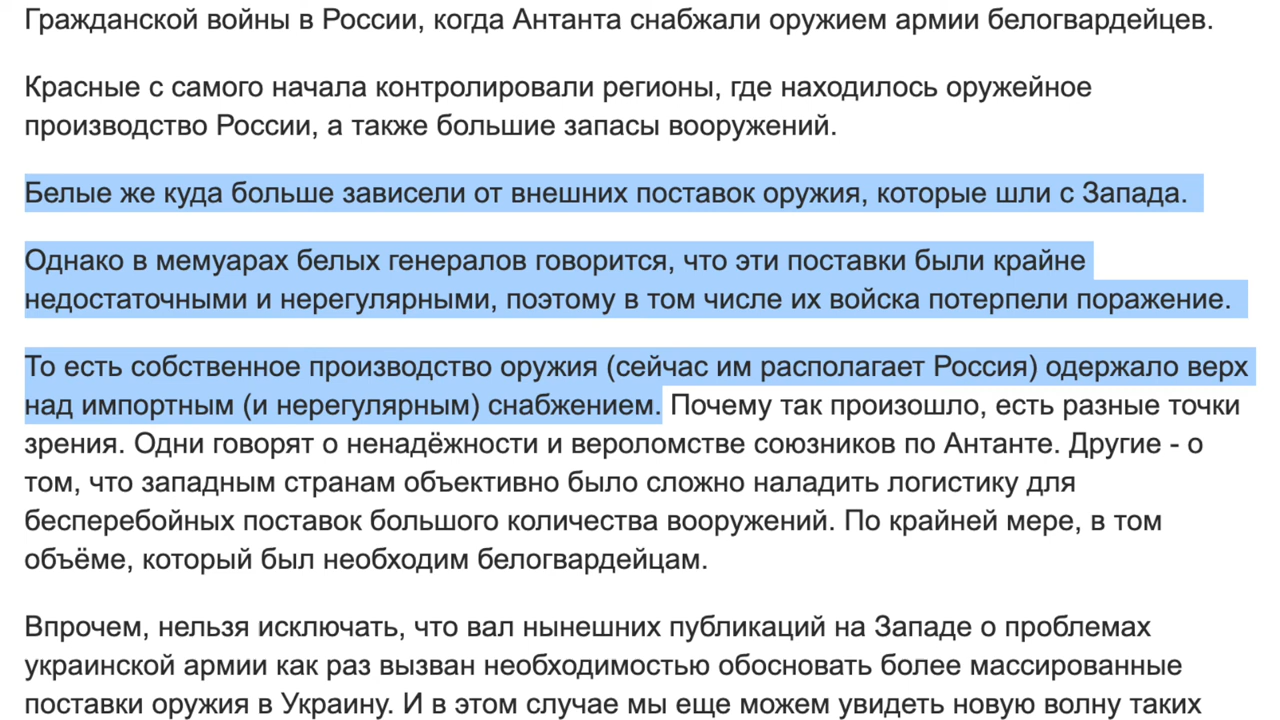 Гражданской войны в России, когда Антанта снабжали оружием армии белогвардейцев.
Красные с самого начала контролировали регионы, где находилось оружейное
производство России, а также большие запасы вооружений.
Белые же куда больше зависели от внешних поставок оружия, которые шли с Запада.
Однако в мемуарах белых генералов говорится, что эти поставки были крайне
недостаточными и нерегулярными, поэтому в том числе их войска потерпели поражение.
То есть собственное производство оружия (сейчас им располагает Россия) одержало верх
над импортным (и нерегулярным) снабжением. Почему так произошло, есть разные точки
зрения. Одни говорят о ненадёжности и вероломстве союзников по Антанте. Другие - о
том, что западным странам объективно было сложно наладить логистику для
бесперебойных поставок большого количества вооружений. По крайней мере, в том
объёме, который был необходим белогвардейцам.
Впрочем, нельзя исключать, что вал нынешних публикаций на Западе о проблемах
украинской армии как раз вызван необходимостью обосновать более массированные
поставки оружия в Украину. И в этом случае мы еще можем увидеть новую волну таких